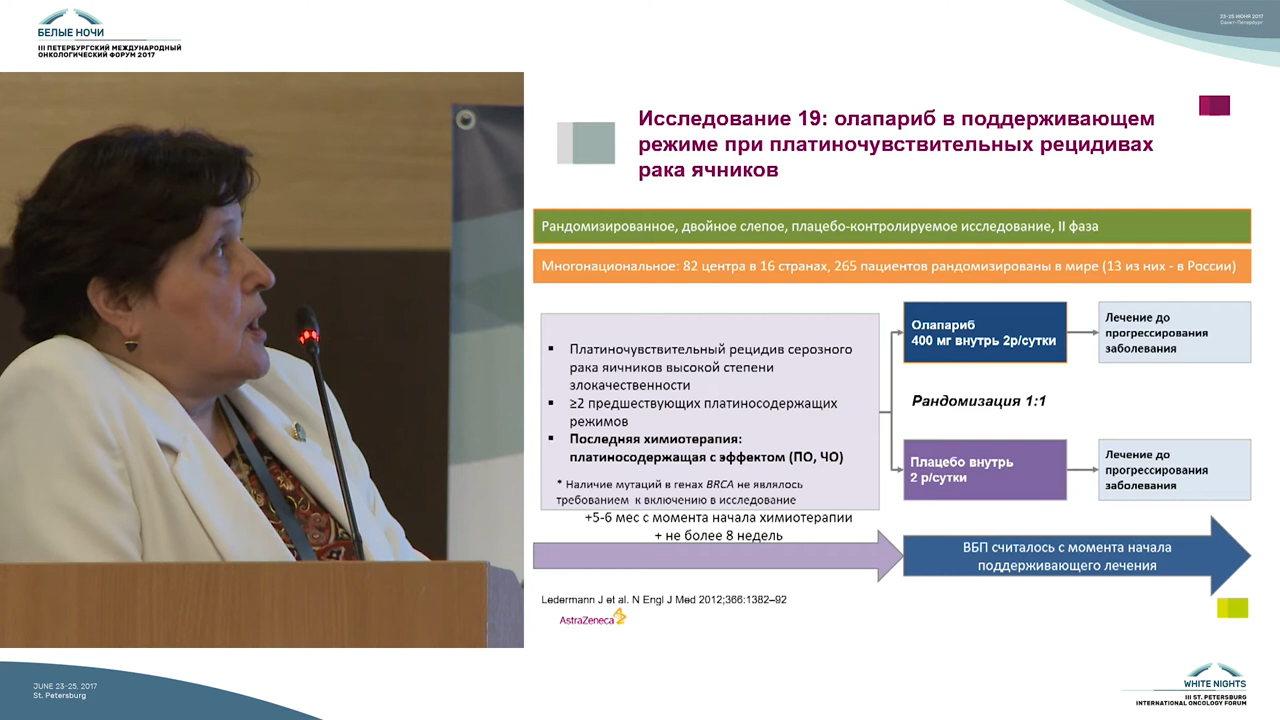 БЕЛЫЕ НОЧИ
III ПЕТЕРБУРГСКИЙ МЕЖДУНАРОДНЫЙ
ОНКОЛОГИЧЕСКИЙ ФОРУМ 2017
23-25 ИЮНЯ 2017
Санкт-Петербург
Исследование 19: олапариб в поддерживающем
режиме при платиночувствительных рецидивах
рака яичников
Рандомизированное, двойное слепое, плацебо-контролируемое исследование, II фаза
Многонациональное: 82 центра в 16 странах, 265 пациентов рандомизированы в мире (13 из них - в России)
▪ Платиночувствительный рецидив серозного
рака яичников высокой степени
злокачественности
▪ ≥2 предшествующих платиносодержащих
режимов
▪ Последняя химиотерапия:
платиносодержащая с эффектом (ПО, ЧО)
* Наличие мутаций в генах BRCA не являлось
требованием к включению в исследование
+5-6 мес с момента начала химиотерапии
+ не более 8 недель
Олапариб
400 мг внутрь 2р/сутки
Лечение до
прогрессирования
заболевания
Рандомизация 1:1
Плацебо внутрь
2 р/сутки
Лечение до
прогрессирования
заболевания
ВБП считалось с момента начала
поддерживающего лечения
Ledermann J et al. N Engl J Med 2012;366:1382–92
AstraZeneca
JUNE 23-25, 2017
St. Petersburg
WHITE NIGHTS
III ST. PETERSBURG
INTERNATIONAL ONCOLOGY FORUM